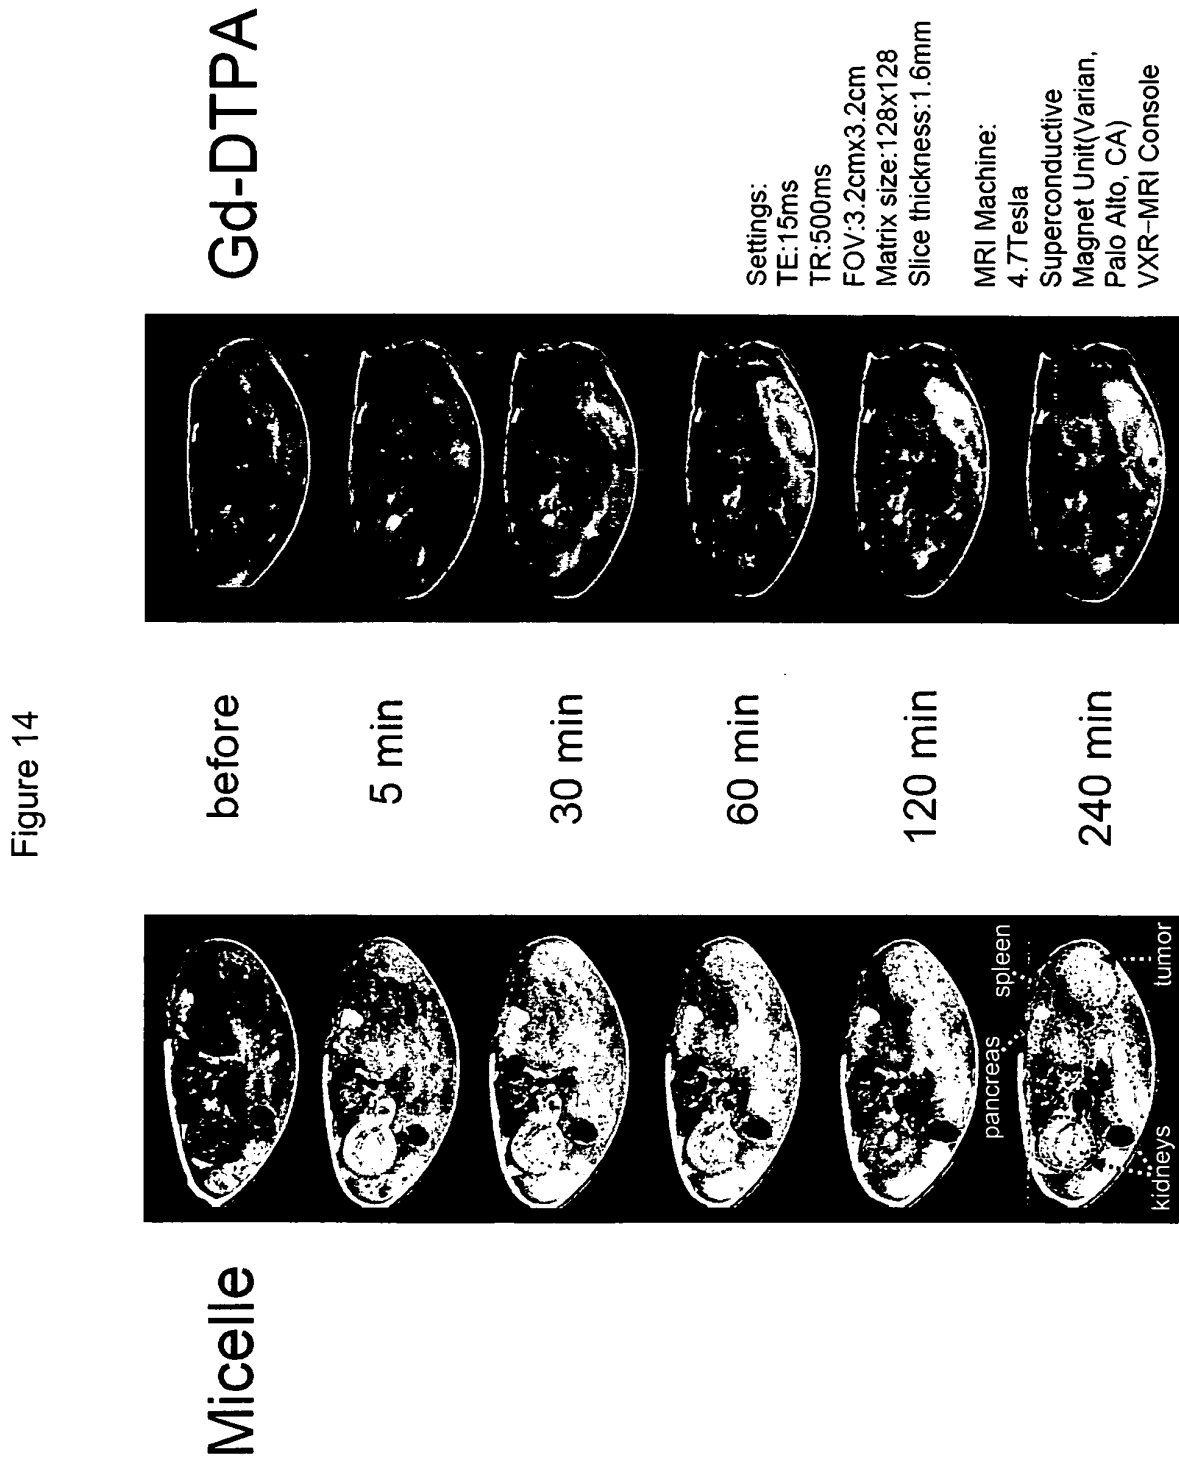 Figure 14
Micelle
before
5 min
30 min
60 min
120 min
240 min
Gd-DTPA
pancreas
spleen
kidneys
tumor
Settings:
TE:15ms
TR:500ms
FOV:3.2cmx3.2cm
Matrix size:128x128
Slice thickness:1.6mm
MRI Machine:
4.7Tesla
Superconductive
Magnet Unit(Varian,
Palo Alto, CA)
VXR-MRI Console